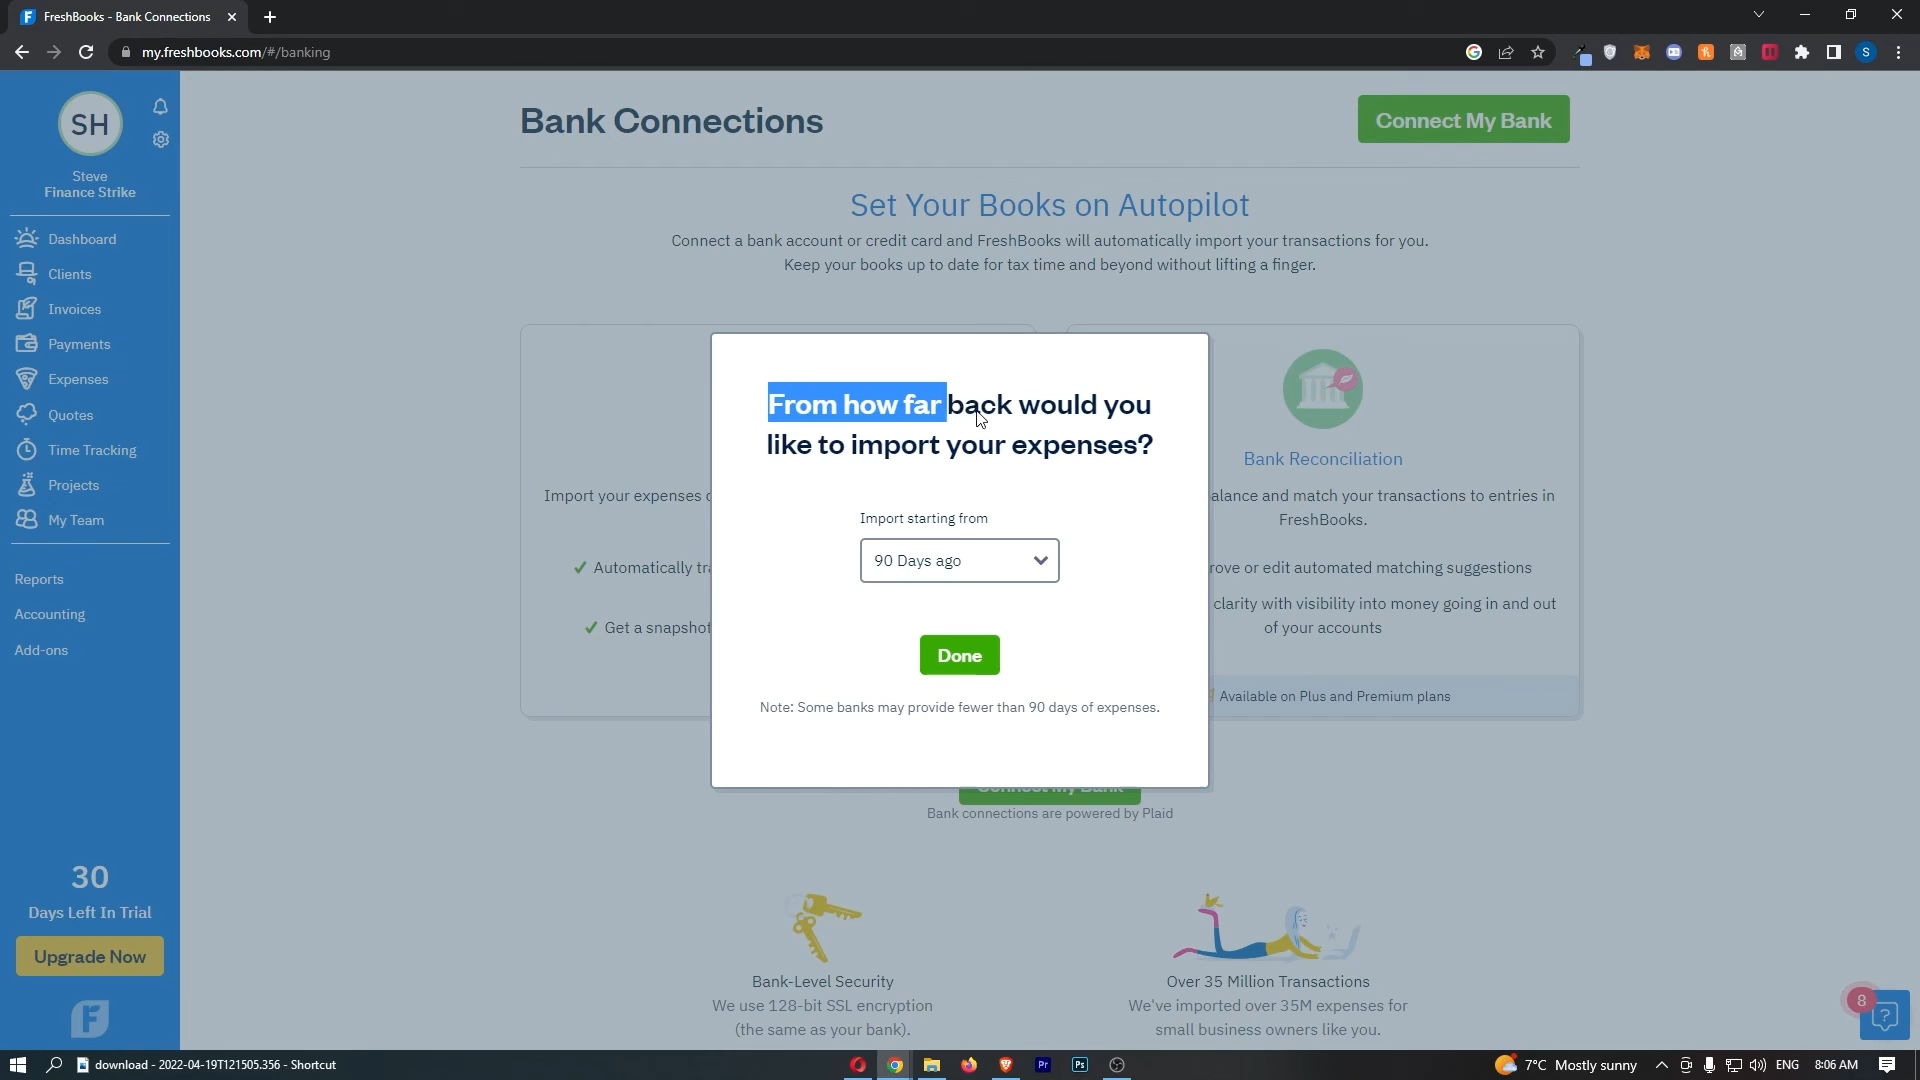 FreshBooks - Bank Connections
my.freshbooks.com/#/banking
S
SH
Steve
Finance Strike
Dashboard
Clients
Invoices
Payments
Expenses
Quotes
Time Tracking
Projects
My Team
Reports
Accounting
Add-ons
30
Days Left In Trial
Upgrade Now
Bank Connections
Connect My Bank
Set Your Books on Autopilot
Connect a bank account or credit card and FreshBooks will automatically import your transactions for you.
Keep your books up to date for tax time and beyond without lifting a finger.
Import your expenses
Automatically
Get a snapshot
From how far back would you
like to import your expenses?
Import starting from
90 Days ago
Done
Note: Some banks may provide fewer than 90 days of expenses.
Bank Reconciliation
alance and match your transactions to entries in
FreshBooks.
rove or edit automated matching suggestions
clarity with visibility into money going in and out
of your accounts
Available on Plus and Premium plans
Connect My Bank
Bank connections are powered by Plaid
Bank-Level Security
We use 128-bit SSL encryption
(the same as your bank).
Over 35 Million Transactions
We've imported over 35M expenses for
small business owners like you.
8
?
download - 2022-04-19T121505.356 - Shortcut
Pr
Ps
7°C Mostly sunny
ENG
8:06 AM